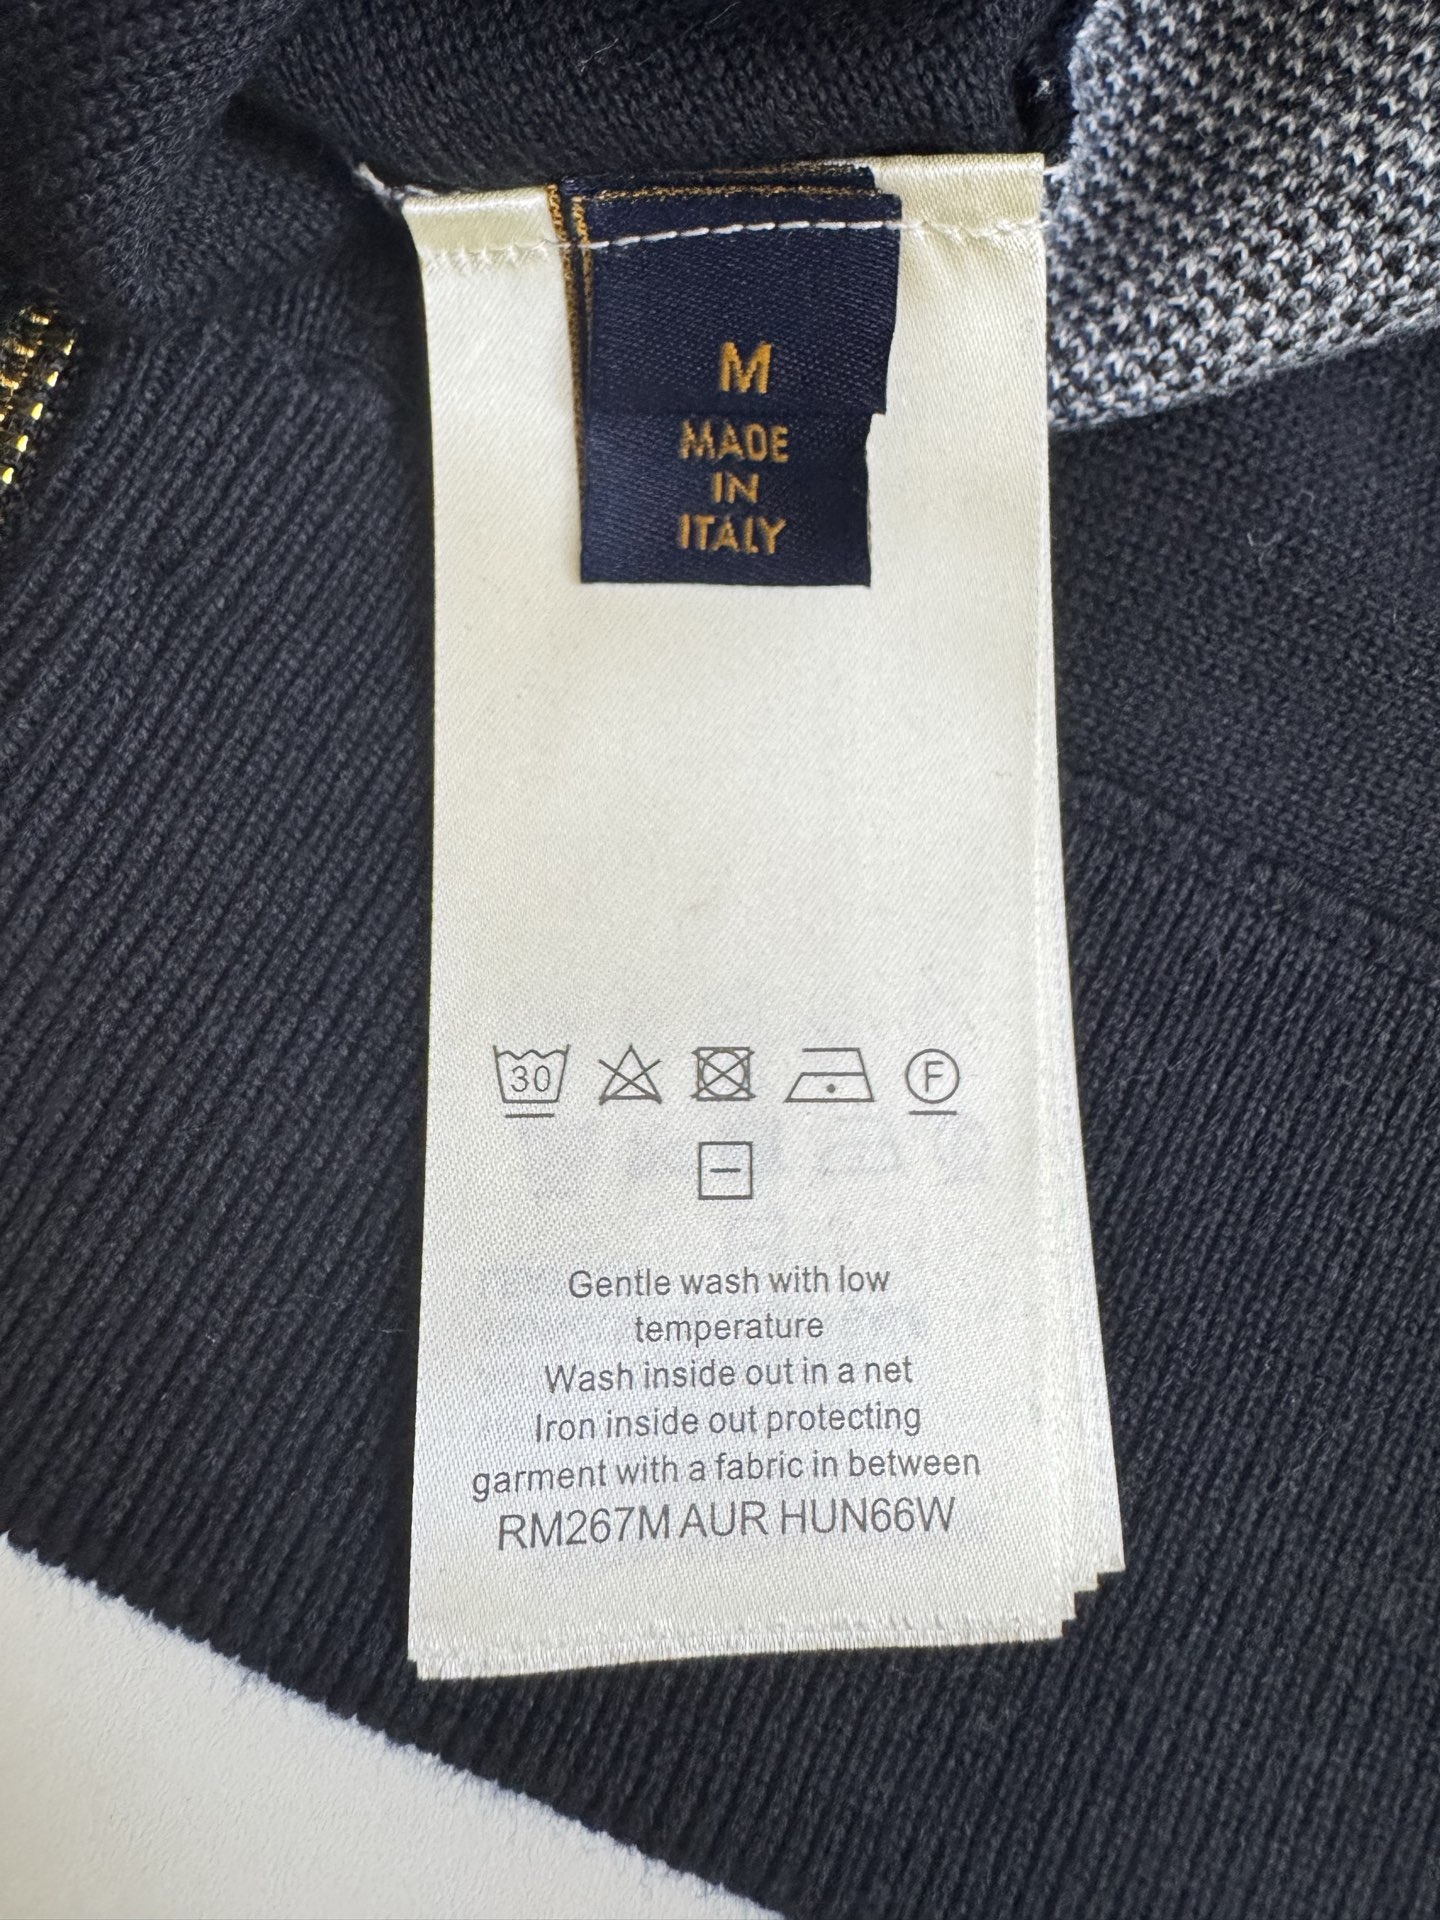 M
MADE
IN
ITALY
30
F
Gentle wash with low
temperature
Wash inside out in a net
Iron inside out protecting
garment with a fabric in between
RM267M AUR HUN66W